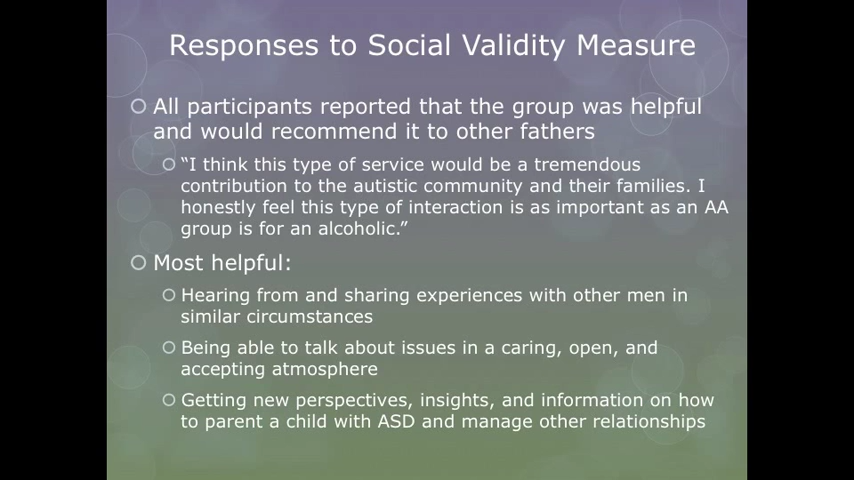 Responses to Social Validity Measure
All participants reported that the group was helpful
and would recommend it to other fathers
“I think this type of service would be a tremendous
contribution to the autistic community and their families. I
honestly feel this type of interaction is as important as an AA
group is for an alcoholic.”
Most helpful:
Hearing from and sharing experiences with other men in
similar circumstances
Being able to talk about issues in a caring, open, and
accepting atmosphere
Getting new perspectives, insights, and information on how
to parent a child with ASD and manage other relationships